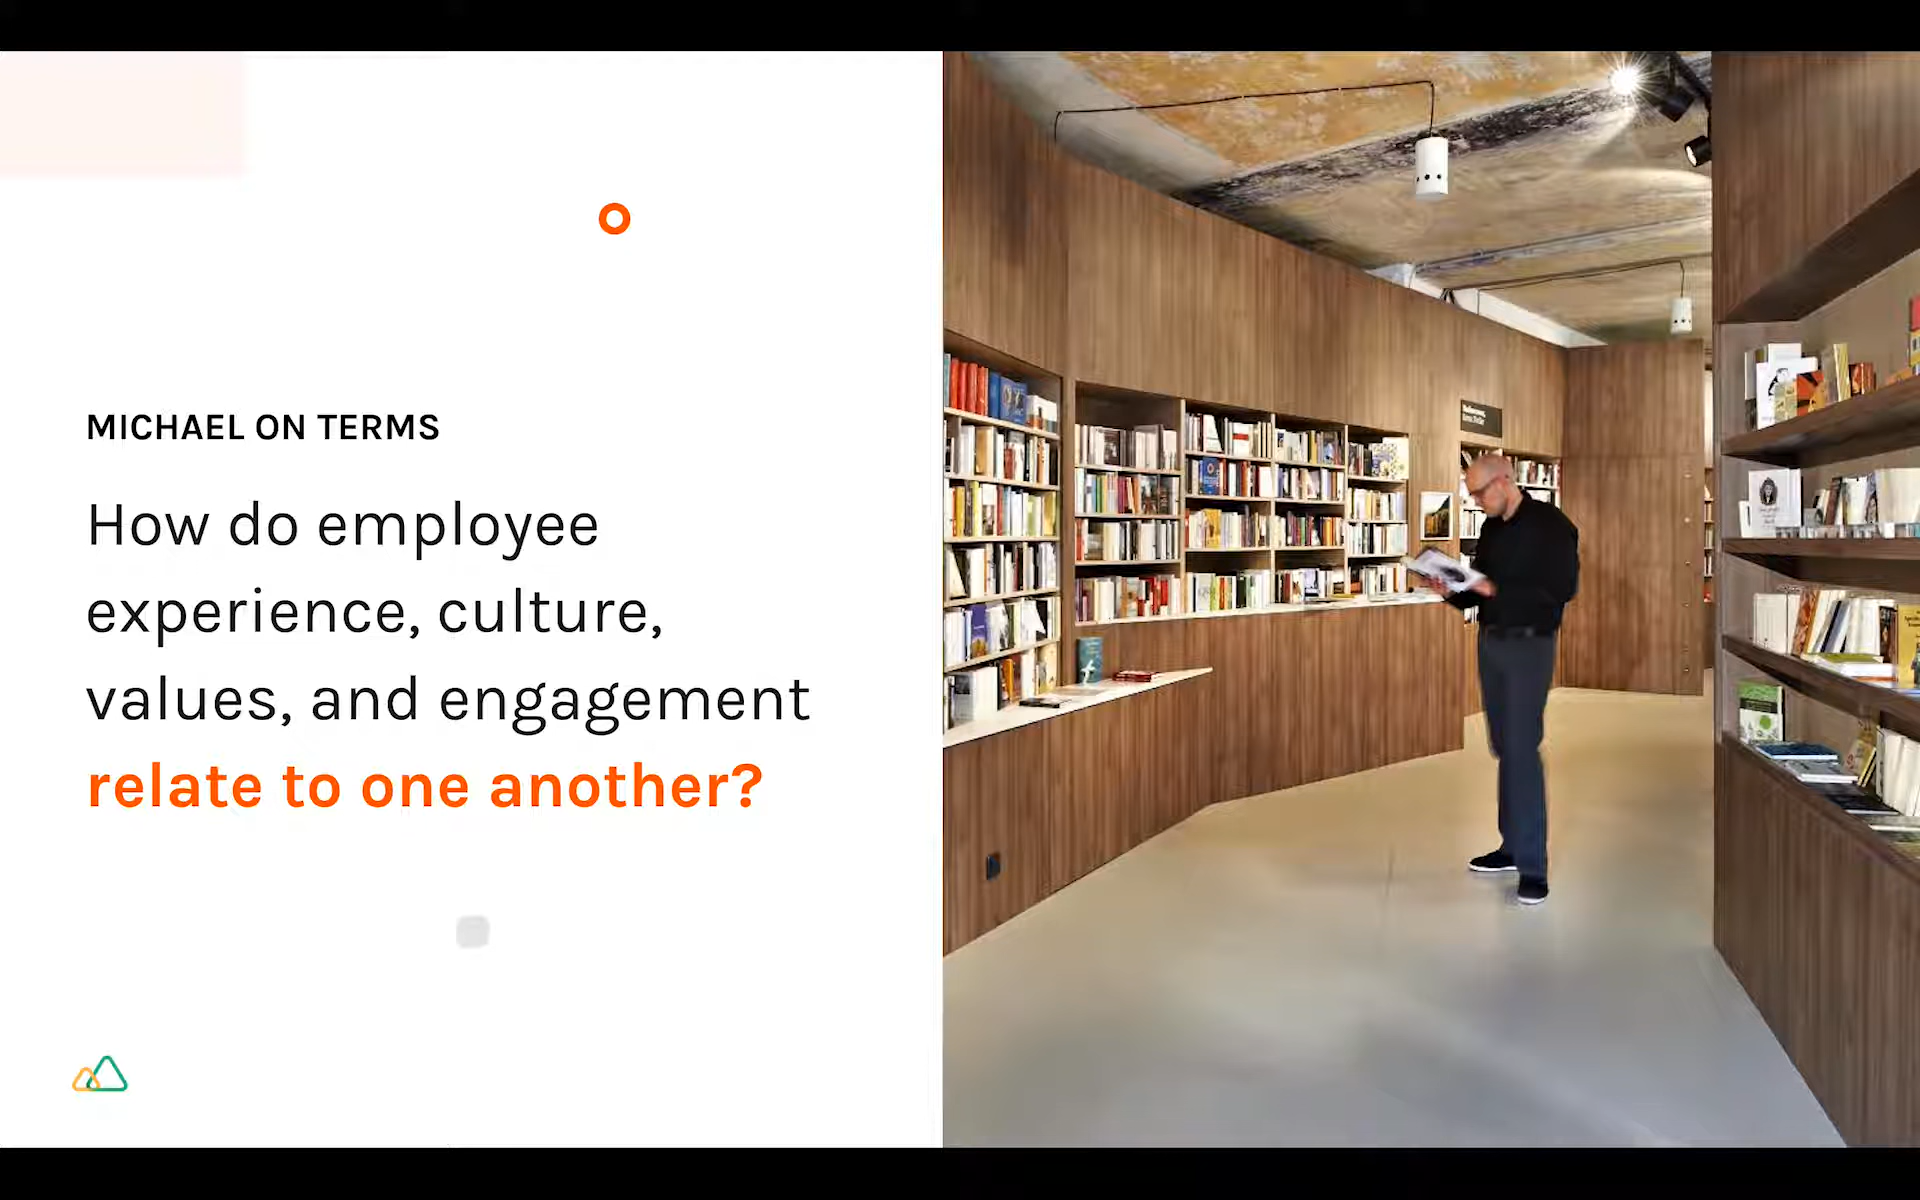 MICHAEL ON TERMS
How do employee
experience, culture,
values, and engagement
relate to one another?